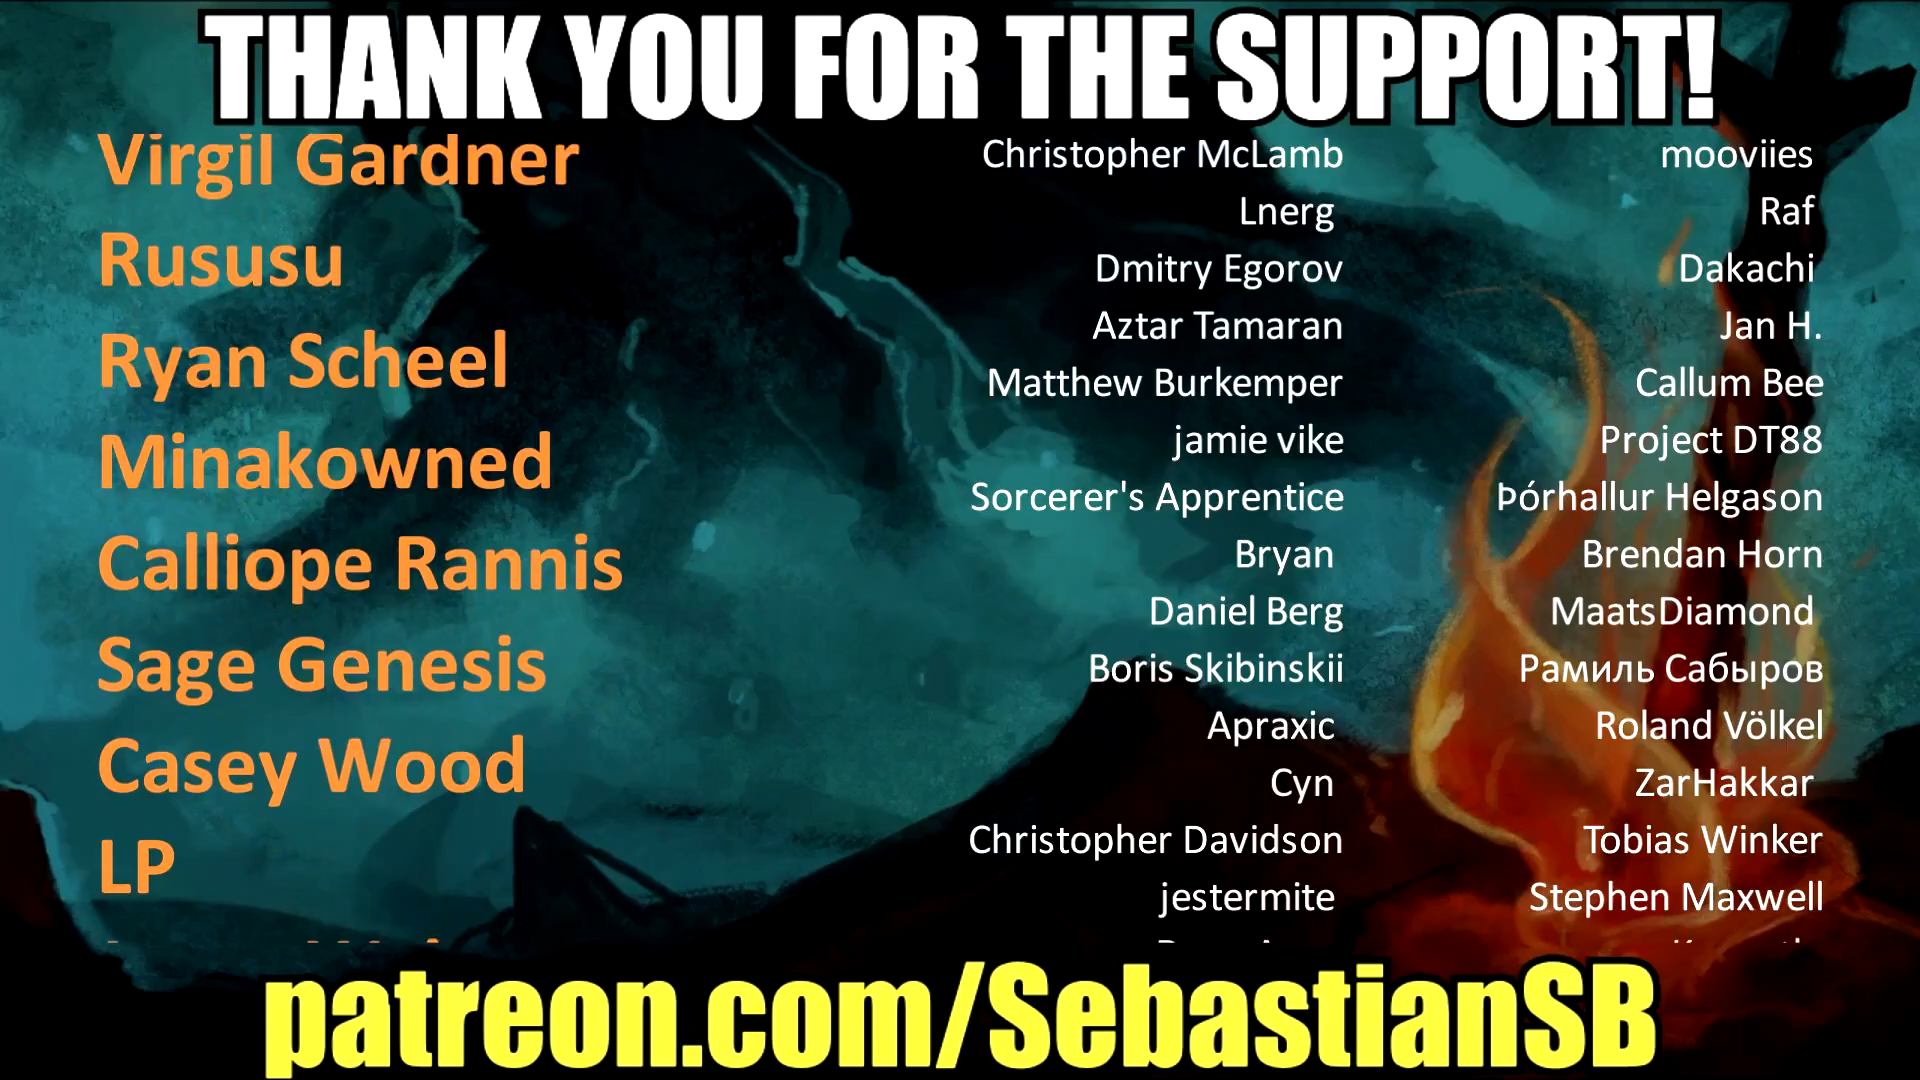 THANK YOU FOR THE SUPPORT!
Virgil Gardner
Rususu
Ryan Scheel
Minakowned
Calliope Rannis
Sage Genesis
Casey Wood
LP
Christopher McLamb
Lnerg
Dmitry Egorov
Aztar Tamaran
Matthew Burkemper
jamie vike
Sorcerer's Apprentice
Bryan
Daniel Berg
Boris Skibinskii
Apraxic
Cyn
Christopher Davidson
jestermite
mooviies
Raf
Dakachi
Jan H.
Callum Bee
Project DT88
Þórhallur Helgason
Brendan Horn
MaatsDiamond
Рамиль Сабыров
Roland Völkel
ZarHakkar
Tobias Winker
Stephen Maxwell
patreon.com/SebastianSB